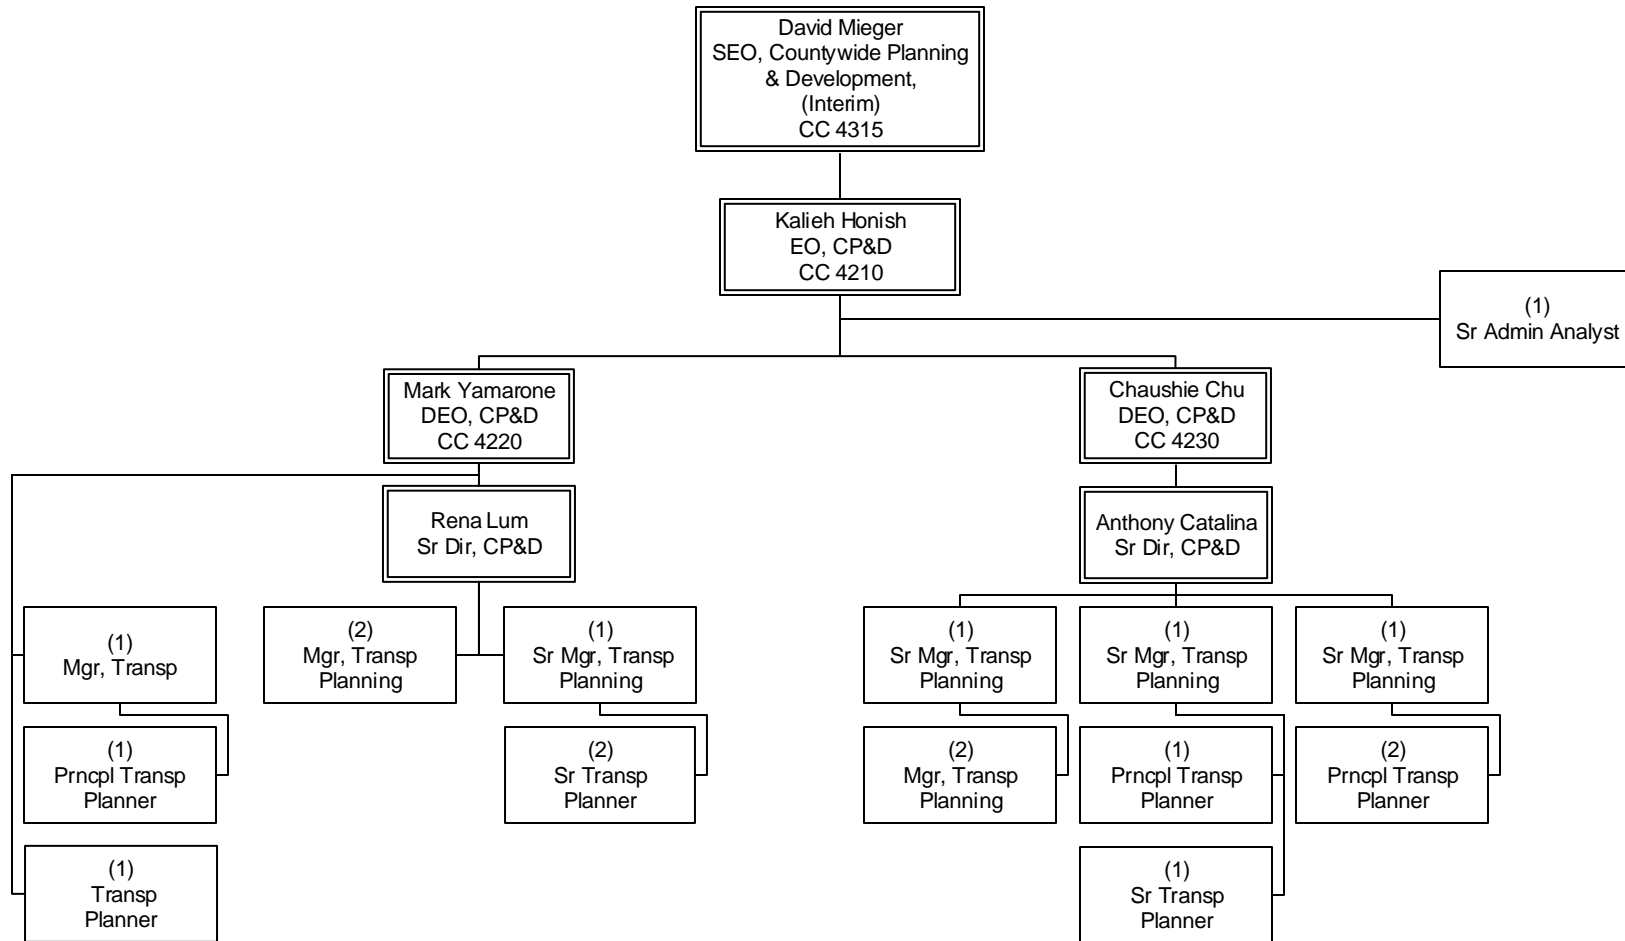 David Mieger
SEO, Countywide Planning
& Development,
(Interim)
CC 4315
Kalieh Honish
EO, CP&D
CC 4210
(1)
Sr Admin Analyst
Mark Yamarone
DEO, CP&D
CC 4220
Chaushie Chu
DEO, CP&D
CC 4230
Rena Lum
Sr Dir, CP&D
Anthony Catalina
Sr Dir, CP&D
(1)
Mgr, Transp
(2)
Mgr, Transp
Planning
(1)
Sr Mgr, Transp
Planning
(1)
Sr Mgr, Transp
Planning
(1)
Sr Mgr, Transp
Planning
(1)
Sr Mgr, Transp
Planning
(1)
Prncpl Transp
Planner
(2)
Sr Transp
Planner
(2)
Mgr, Transp
Planning
(1)
Prncpl Transp
Planner
(2)
Prncpl Transp
Planner
(1)
Transp
Planner
(1)
Sr Transp
Planner